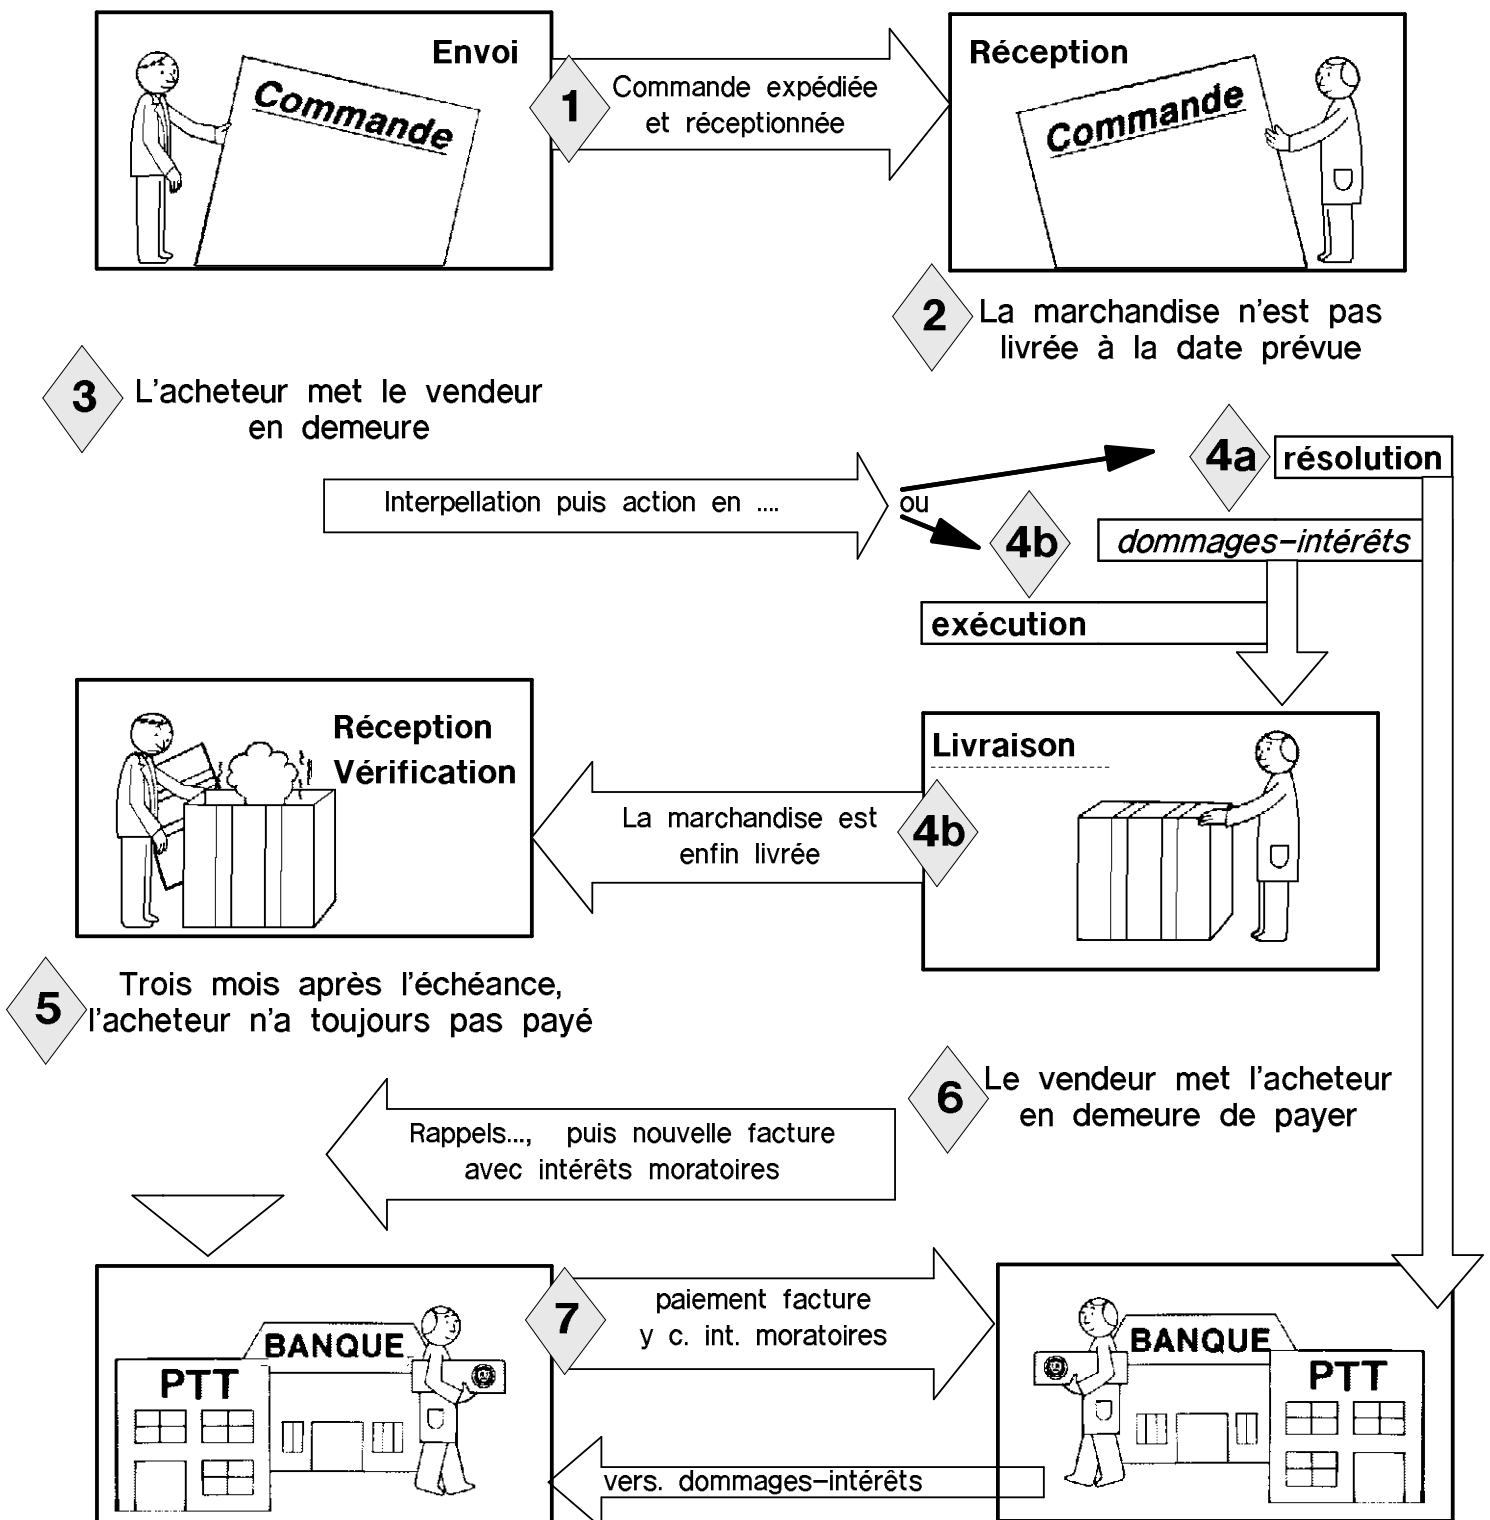 Envoi
Commande
1
Commande expédiée
et réceptionnée
Réception
Commande
2
La marchandise n'est pas
livrée à la date prévue
3
L'acheteur met le vendeur
en demeure
Interpellation puis action en ....
ou
4a
résolution
4b
dommages-intérêts
exécution
Réception
Vérification
La marchandise est
enfin livrée
4b
Livraison
5
Trois mois après l'échéance,
l'acheteur n'a toujours pas payé
6
Le vendeur met l'acheteur
en demeure de payer
Rappels..., puis nouvelle facture
avec intérêts moratoires
BANQUE
PTT
7
paiement facture
y c. int. moratoires
BANQUE
PTT
vers. dommages-intérêts